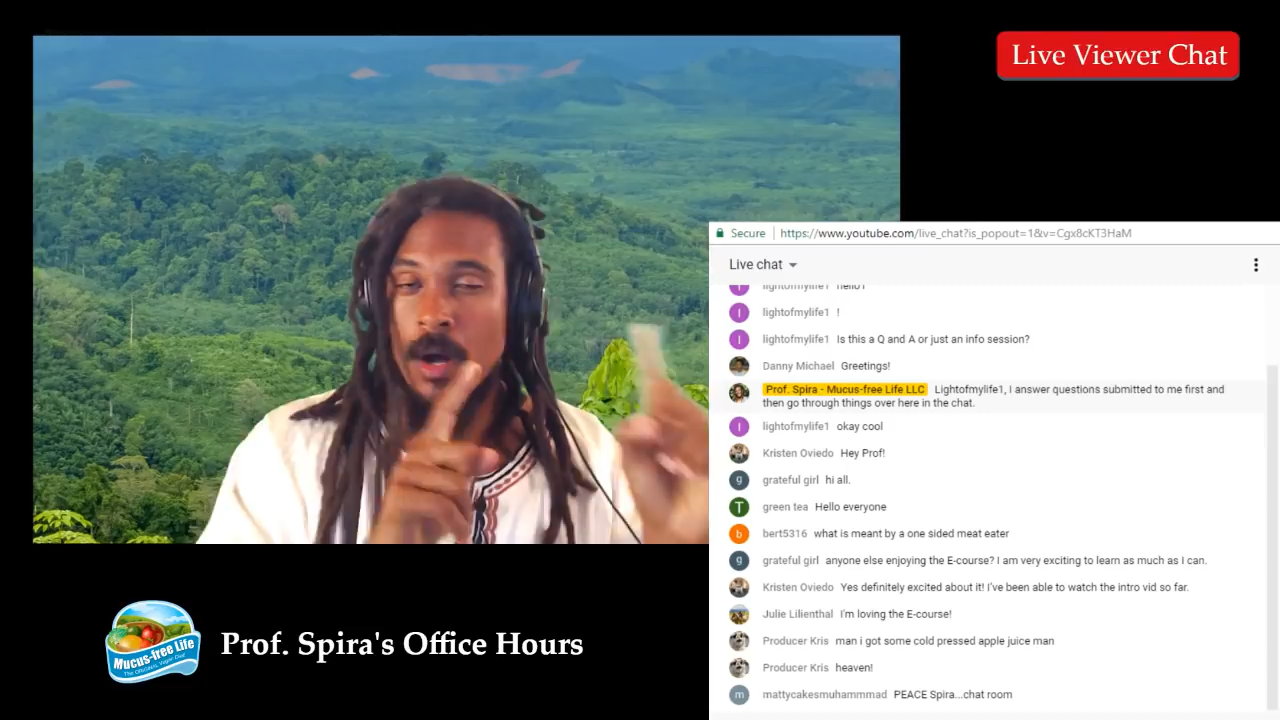 Live Viewer Chat
Secure https://www.youtube.com/live_chat?is_popout=1&v=Cgx8cKT3HaM
Live chat
lightofmylife1 hello1
lightofmylife1 !
lightofmylife1 Is this a Q and A or just an info session?
Danny Michael Greetings!
Prof. Spira - Mucus-free Life LLC Lightofmylife1, I answer questions submitted to me first and
then go through things over here in the chat.
lightofmylife1 okay cool
Kristen Oviedo Hey Prof!
g grateful girl hi all.
T green tea Hello everyone
b bert5316 what is meant by a one sided meat eater
g grateful girl anyone else enjoying the E-course? I am very exciting to learn as much as I can.
Kristen Oviedo Yes definitely excited about it! I've been able to watch the intro vid so far.
Julie Lilienthal I'm loving the E-course!
Producer Kris man i got some cold pressed apple juice man
Producer Kris heaven!
m mattycakesmuhammmad PEACE Spira...chat room
Mucus-free Life
The ORIGINAL Vegan Diet
Prof. Spira's Office Hours